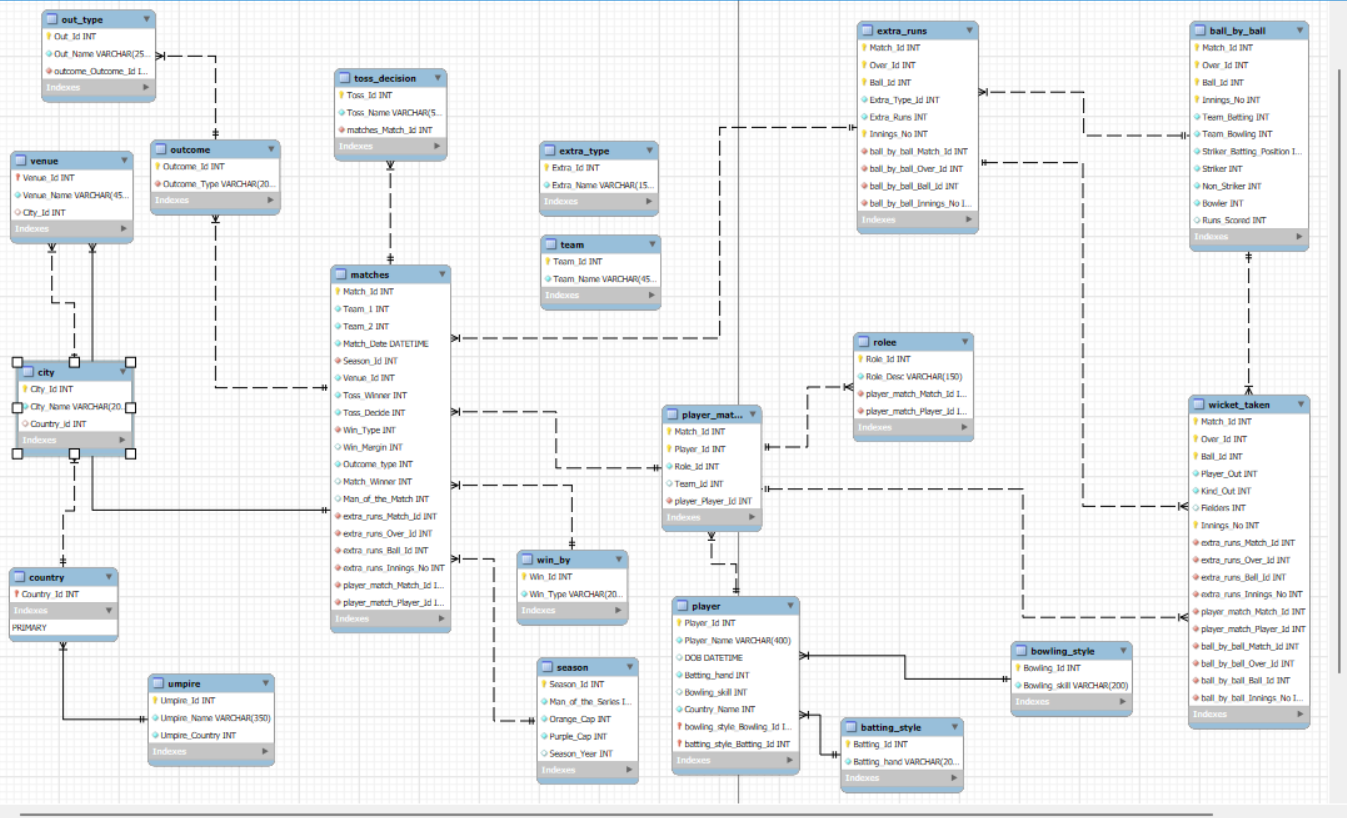 out_type
Out_Id INT
Out_Name VARCHAR(25...
outcome_Outcome_Id I...
Indexes
venue
Venue_Id INT
Venue_Name VARCHAR(45...
City_Id INT
Indexes
outcome
Outcome_Id INT
Outcome_Type VARCHAR(20...
Indexes
toss_decision
Toss_Id INT
Toss_Name VARCHAR(5...
matches_Match_Id INT
Indexes
extra_type
Extra_Id INT
Extra_Name VARCHAR(15...
Indexes
team
Team_Id INT
Team_Name VARCHAR(45...
Indexes
extra_runs
Match_Id INT
Over_Id INT
Ball_Id INT
Extra_Type_Id INT
Extra_Runs INT
Innings_No INT
ball_by_ball_Match_Id INT
ball_by_ball_Over_Id INT
ball_by_ball_Ball_Id INT
ball_by_ball_Innings_No I...
Indexes
ball_by_ball
Match_Id INT
Over_Id INT
Ball_Id INT
Innings_No INT
Team_Batting INT
Team_Bowling INT
Striker_Batting_Position I...
Striker INT
Non_Striker INT
Bowler INT
Runs_Scored INT
Indexes
matches
Match_Id INT
Team_1 INT
Team_2 INT
Match_Date DATETIME
Season_Id INT
Venue_Id INT
Toss_Winner INT
Toss_Decide INT
Win_Type INT
Win_Margin INT
Outcome_type INT
Match_Winner INT
Man_of_the_Match INT
extra_runs_Match_Id INT
extra_runs_Over_Id INT
extra_runs_Ball_Id INT
extra_runs_Innings_No INT
player_match_Match_Id I...
player_match_Player_Id I...
Indexes
city
City_Id INT
City_Name VARCHAR(20...
Country_id INT
Indexes
rolee
Role_Id INT
Role_Desc VARCHAR(150)
player_match_Match_Id I...
player_match_Player_Id I...
Indexes
player_mat...
Match_Id INT
Player_Id INT
Role_Id INT
Team_Id INT
player_Player_Id INT
Indexes
wicket_taken
Match_Id INT
Over_Id INT
Ball_Id INT
Player_Out INT
Kind_Out INT
Fielders INT
Innings_No INT
extra_runs_Match_Id INT
extra_runs_Over_Id INT
extra_runs_Ball_Id INT
extra_runs_Innings_No INT
player_match_Match_Id INT
player_match_Player_Id INT
ball_by_ball_Match_Id INT
ball_by_ball_Over_Id INT
ball_by_ball_Ball_Id INT
ball_by_ball_Innings_No I...
Indexes
country
Country_Id INT
Indexes
PRIMARY
win_by
Win_Id INT
Win_Type VARCHAR(20...
Indexes
umpire
Umpire_Id INT
Umpire_Name VARCHAR(350)
Umpire_Country INT
Indexes
season
Season_Id INT
Man_of_the_Series I...
Orange_Cap INT
Purple_Cap INT
Season_Year INT
Indexes
player
Player_Id INT
Player_Name VARCHAR(400)
DOB DATETIME
Batting_hand INT
Bowling_skill INT
Country_Name INT
bowling_style_Bowling_Id I...
batting_style_Batting_Id INT
Indexes
bowling_style
Bowling_Id INT
Bowling_skill VARCHAR(200)
Indexes
batting_style
Batting_Id INT
Batting_hand VARCHAR(20...
Indexes